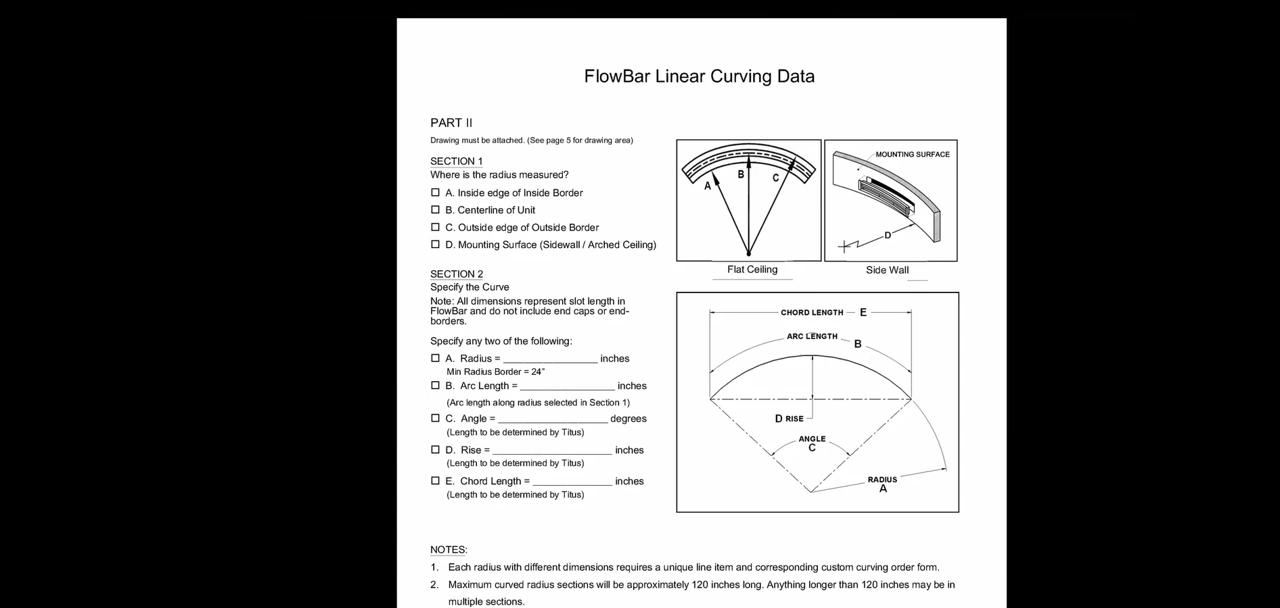 FlowBar Linear Curving Data
PART II
Drawing must be attached. (See page 5 for drawing area)
SECTION 1
Where is the radius measured?
A. Inside edge of Inside Border
B. Centerline of Unit
C. Outside edge of Outside Border
D. Mounting Surface (Sidewall / Arched Ceiling)
A
B
C
Flat Ceiling
MOUNTING SURFACE
D
Side Wall
SECTION 2
Specify the Curve
Note: All dimensions represent slot length in
FlowBar and do not include end caps or end-
borders.
Specify any two of the following:
A. Radius = _________________ inches
Min Radius Border = 24"
B. Arc Length = _________________ inches
(Arc length along radius selected in Section 1)
C. Angle = ____________________ degrees
(Length to be determined by Titus)
D. Rise = ______________________ inches
(Length to be determined by Titus)
E. Chord Length = ______________ inches
(Length to be determined by Titus)
CHORD LENGTH E
ARC LENGTH B
D RISE
ANGLE
C
RADIUS
A
NOTES:
1. Each radius with different dimensions requires a unique line item and corresponding custom curving order form.
2. Maximum curved radius sections will be approximately 120 inches long. Anything longer than 120 inches may be in
multiple sections.